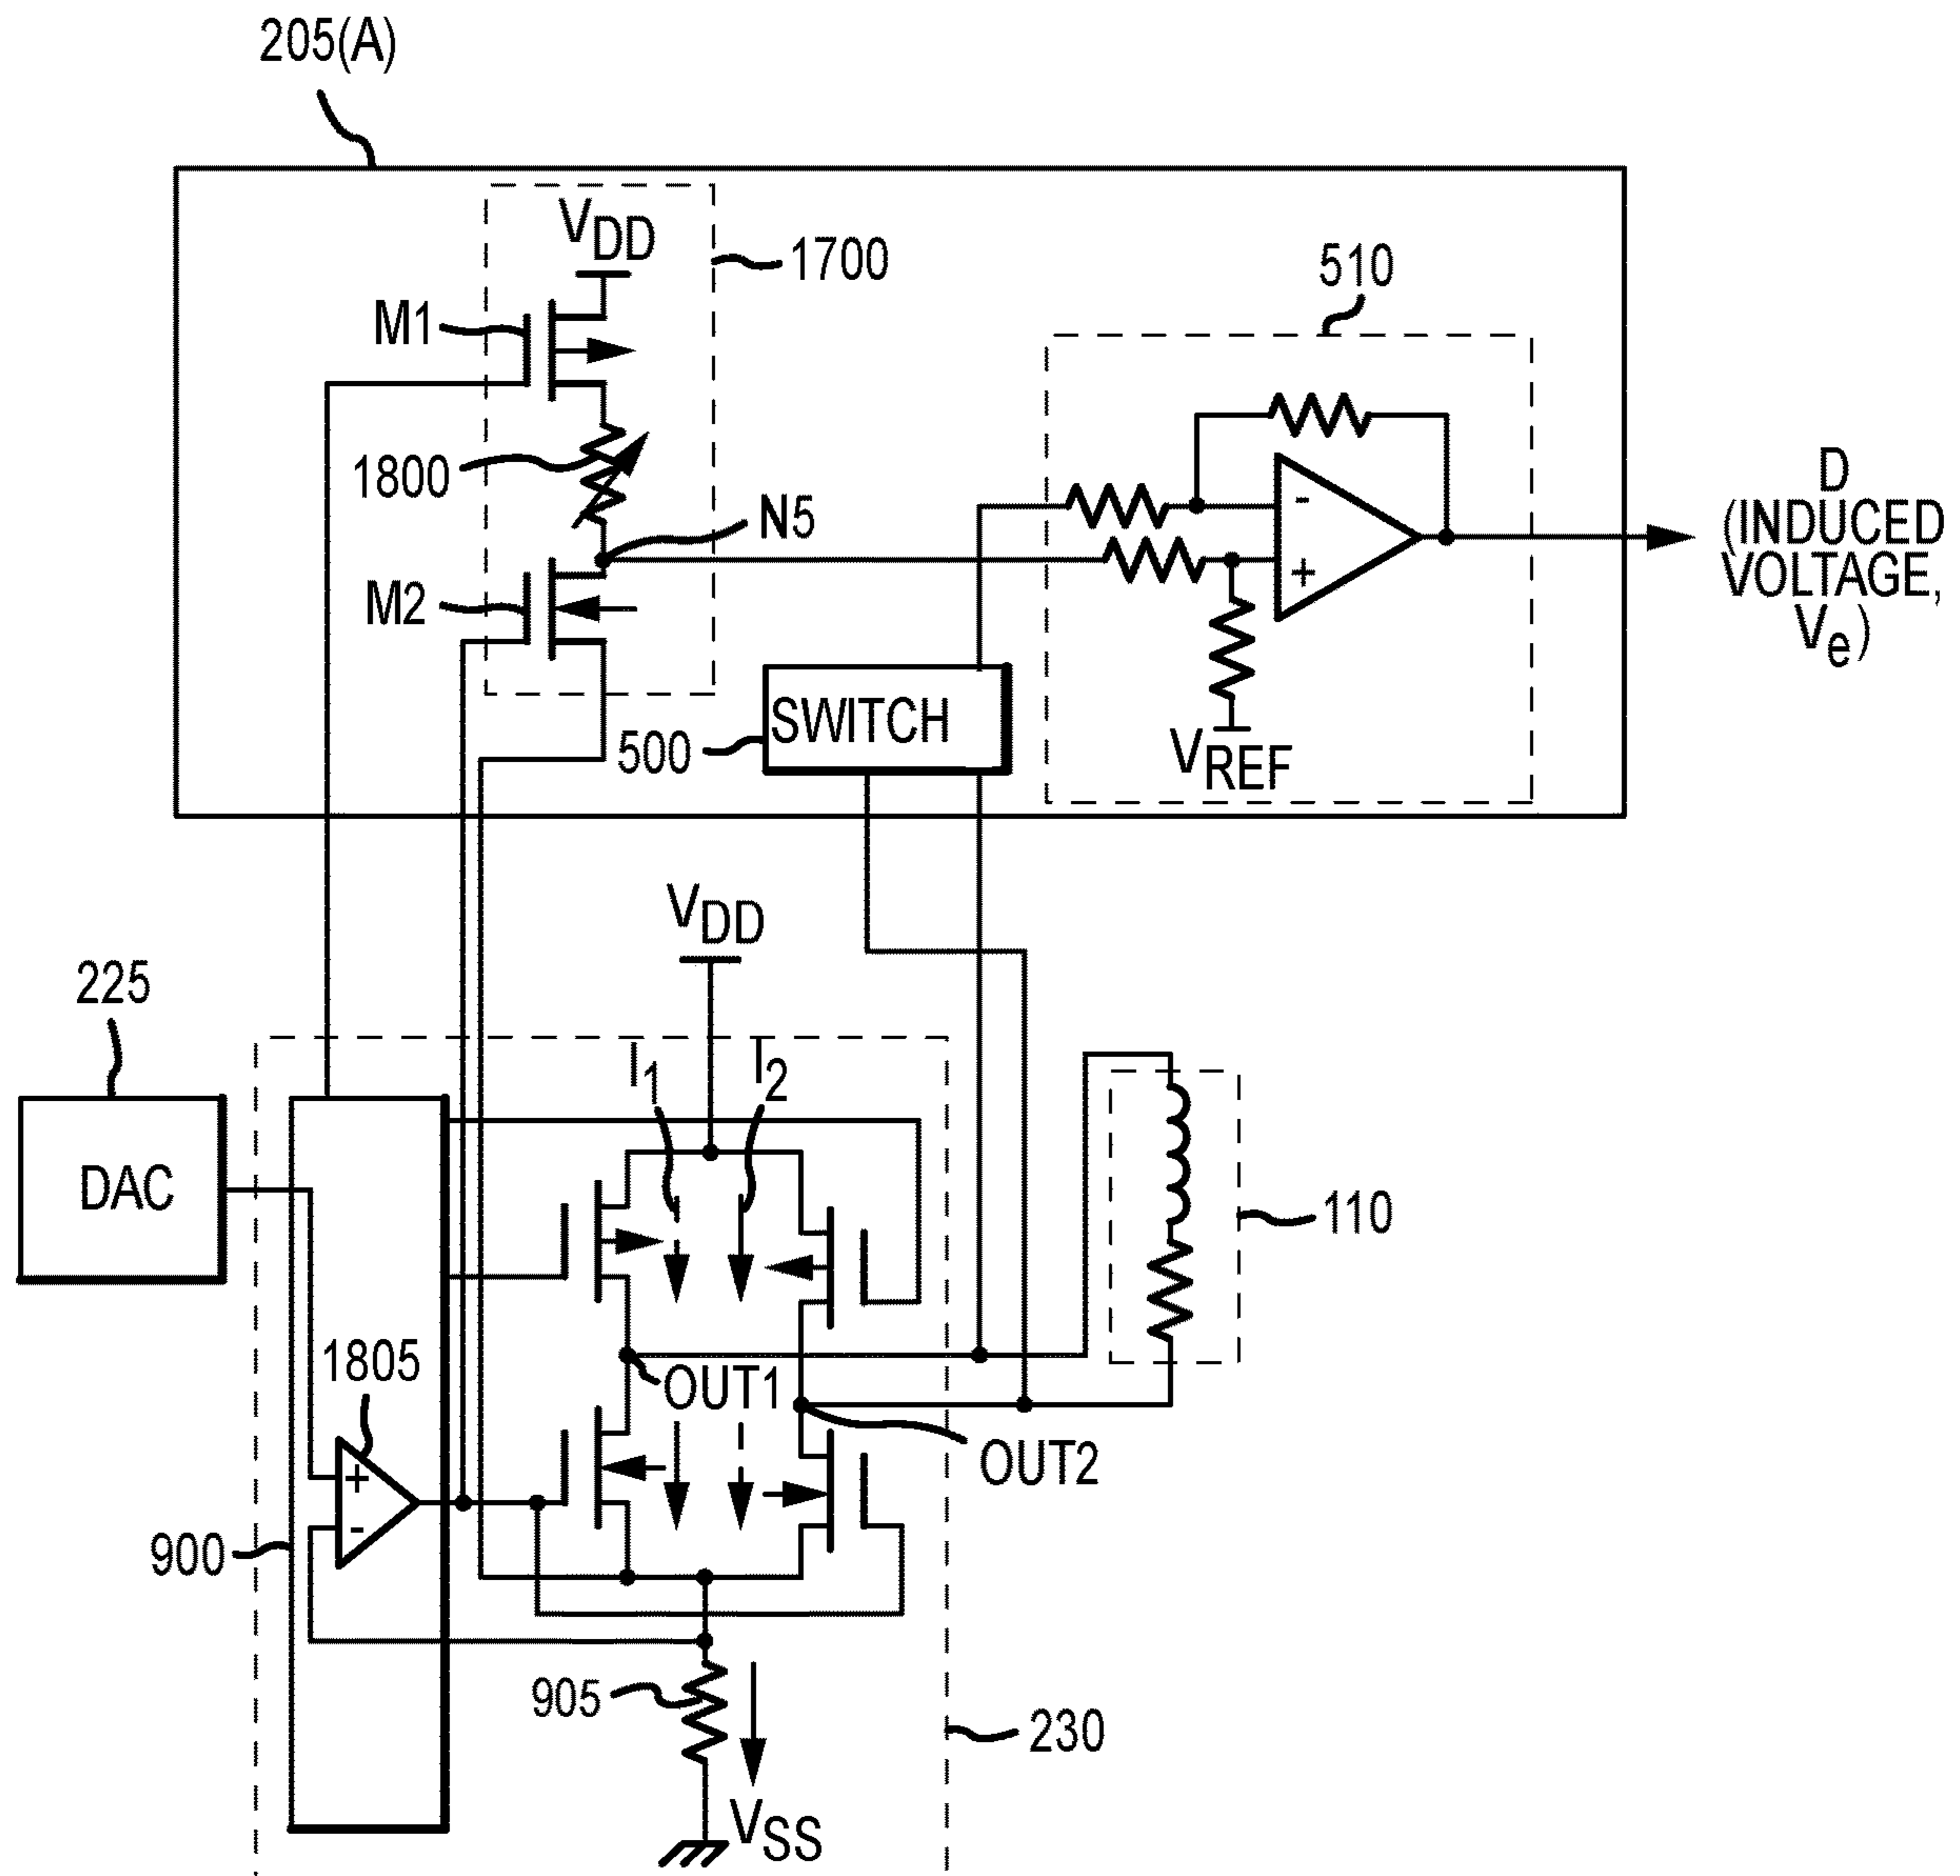 205(A)
VDD
1700
M1
510
1800
N5
D
(INDUCED
VOLTAGE,
Ve)
-
+
M2
SWITCH
500
VREF
VDD
225
I1
I2
DAC
110
1805
OUT1
+
-
OUT2
900
905
230
VSS